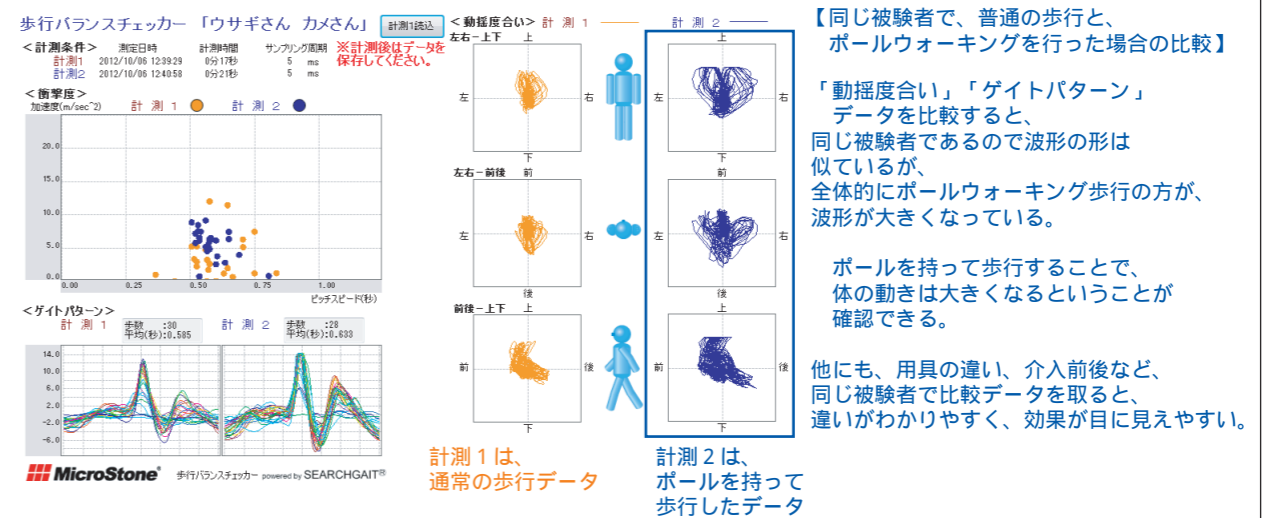 歩行バランスチェッカー 「ウサギさん カメさん」 計測1読込
<計測条件> 測定日時 計測時間 サンプリング周期
計測1 2012/10/06 12:39:29 0分17秒 5 ms
計測2 2012/10/06 12:40:58 0分21秒 5 ms
※計測後はデータを
保存してください。
<衝撃度>
加速度(m/sec^2) 計 測 1 計 測 2
20.0
15.0
10.0
5.0
0.0
0.00 0.25 0.50 0.75 1.00
ピッチスピード(秒)
<ゲイトパターン>
計 測 1 歩数 :30
平均(秒):0.585
計 測 2 歩数 :28
平均(秒):0.633
14.0
10.0
6.0
2.0
-2.0
-6.0
MicroStone® 歩行バランスチェッカー powered by SEARCHGAIT®
<動揺度合い> 計 測 1 計 測 2
左右-上下 上 上
左 右 左 右
下 下
左右-前後 前 前
左 右 左 右
後 後
前後-上下 上 上
前 後 前 後
下 下
計測1は、
通常の歩行データ
計測2は、
ポールを持って
歩行したデータ
【同じ被験者で、普通の歩行と、
ポールウォーキングを行った場合の比較】
「動揺度合い」「ゲイトパターン」
データを比較すると、
同じ被験者であるので波形の形は
似ているが、
全体的にポールウォーキング歩行の方が、
波形が大きくなっている。
ポールを持って歩行することで、
体の動きは大きくなるということが
確認できる。
他にも、用具の違い、介入前後など、
同じ被験者で比較データを取ると、
違いがわかりやすく、効果が目に見えやすい。